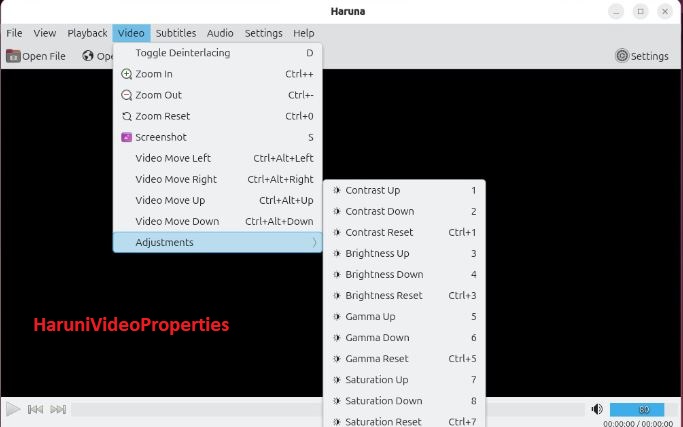 Haruna
File View Playback Video Subtitles Audio Settings Help
Open File Ope Settings
Toggle Deinterlacing D
Zoom In Ctrl++
Zoom Out Ctrl+-
Zoom Reset Ctrl+0
Screenshot S
Video Move Left Ctrl+Alt+Left
Video Move Right Ctrl+Alt+Right
Video Move Up Ctrl+Alt+Up
Video Move Down Ctrl+Alt+Down
Adjustments
Contrast Up 1
Contrast Down 2
Contrast Reset Ctrl+1
Brightness Up 3
Brightness Down 4
Brightness Reset Ctrl+3
Gamma Up 5
Gamma Down 6
Gamma Reset Ctrl+5
Saturation Up 7
Saturation Down 8
Saturation Reset Ctrl+7
HaruniVideoProperties
80
00:00:00 / 00:00:00